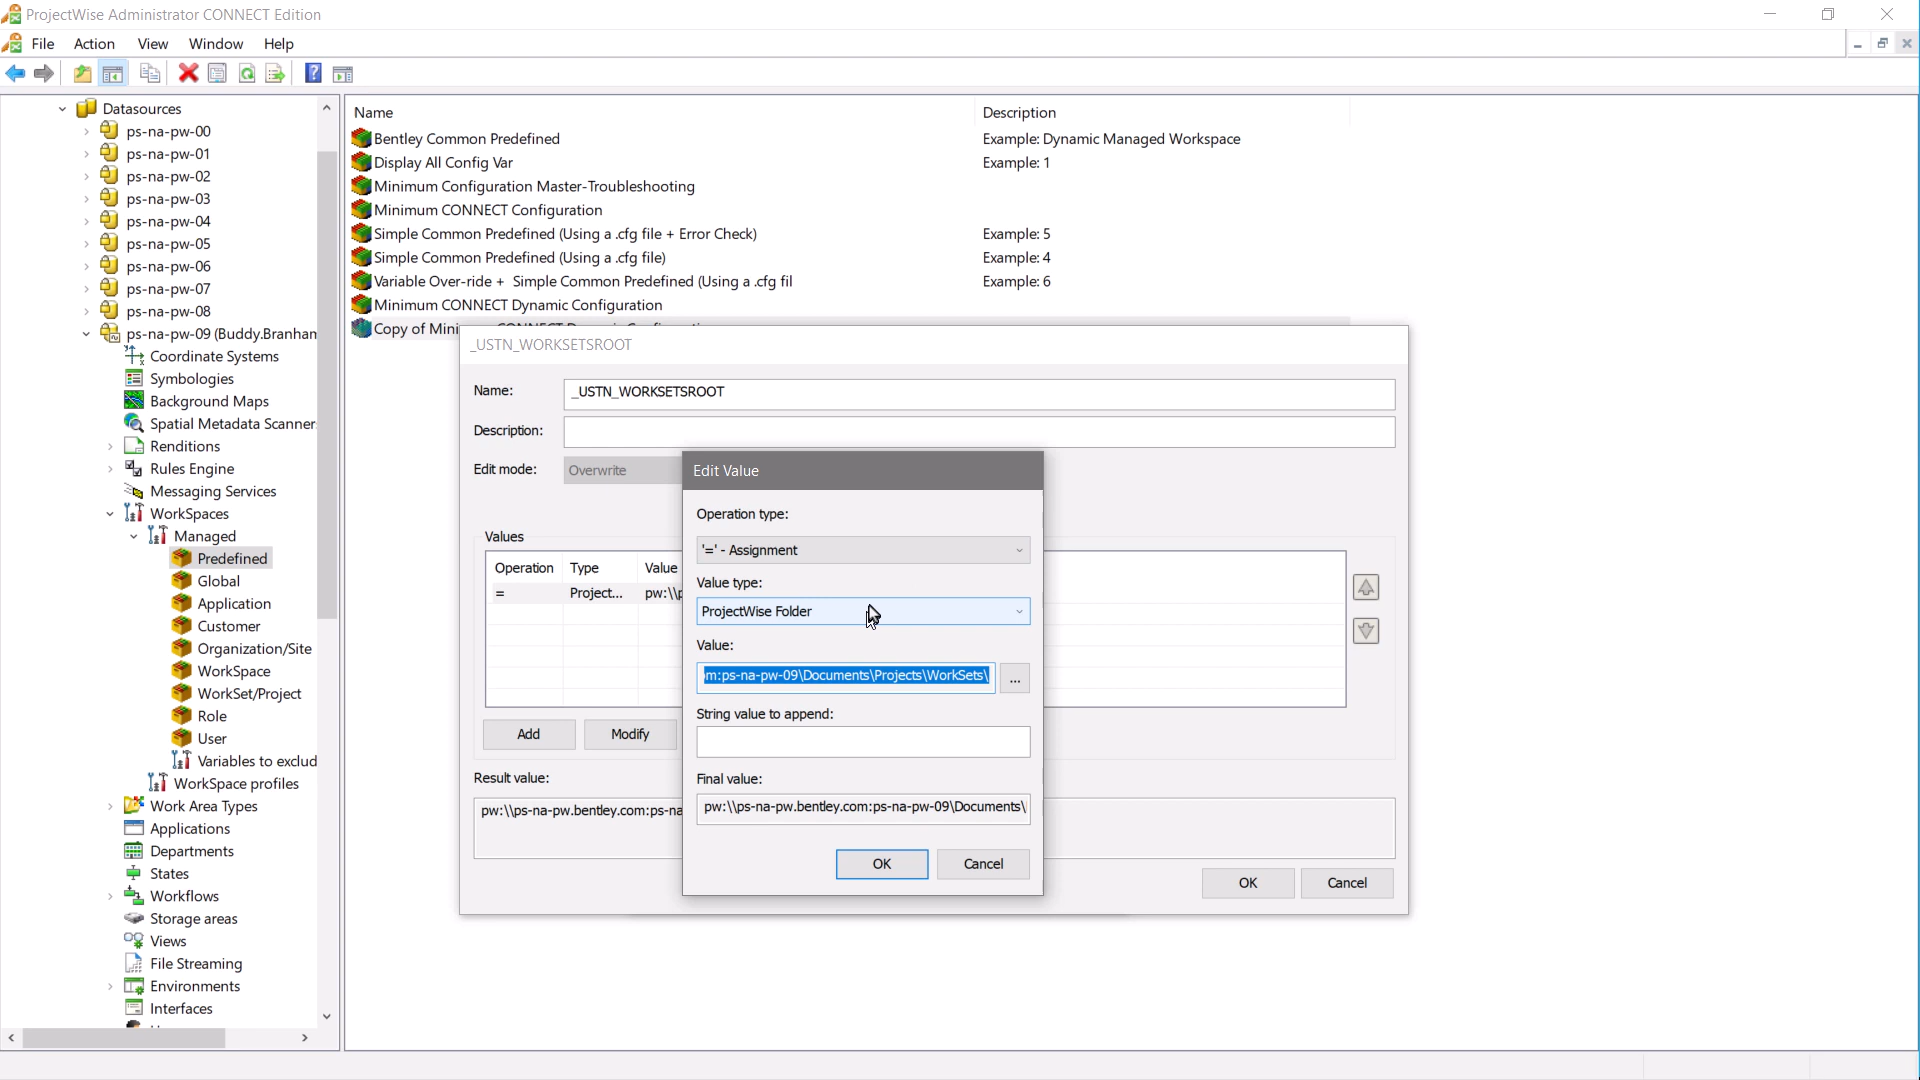 ProjectWise Administrator CONNECT Edition
File Action View Window Help
Datasources
ps-na-pw-00
ps-na-pw-01
ps-na-pw-02
ps-na-pw-03
ps-na-pw-04
ps-na-pw-05
ps-na-pw-06
ps-na-pw-07
ps-na-pw-08
ps-na-pw-09 (Buddy.Branham
Coordinate Systems
Symbologies
Background Maps
Spatial Metadata Scanner
Renditions
Rules Engine
Messaging Services
WorkSpaces
Managed
Predefined
Global
Application
Customer
Organization/Site
WorkSpace
WorkSet/Project
Role
User
Variables to exclud
WorkSpace profiles
Work Area Types
Applications
Departments
States
Workflows
Storage areas
Views
File Streaming
Environments
Interfaces
Name Description
Bentley Common Predefined Example: Dynamic Managed Workspace
Display All Config Var Example: 1
Minimum Configuration Master-Troubleshooting
Minimum CONNECT Configuration
Simple Common Predefined (Using a .cfg file + Error Check) Example: 5
Simple Common Predefined (Using a .cfg file) Example: 4
Variable Over-ride + Simple Common Predefined (Using a .cfg fil Example: 6
Minimum CONNECT Dynamic Configuration
Copy of Mini
_USTN_WORKSETSROOT
Name: _USTN_WORKSETSROOT
Description:
Edit mode: Overwrite
Values
Operation Type Value
= Project... pw:\\p
Add Modify
Result value:
pw:\\ps-na-pw.bentley.com:ps-na
OK Cancel
Edit Value
Operation type:
'=' - Assignment
Value type:
ProjectWise Folder
Value:
m:ps-na-pw-09\Documents\Projects\WorkSets\ ...
String value to append:
Final value:
pw:\\ps-na-pw.bentley.com:ps-na-pw-09\Documents\
OK Cancel